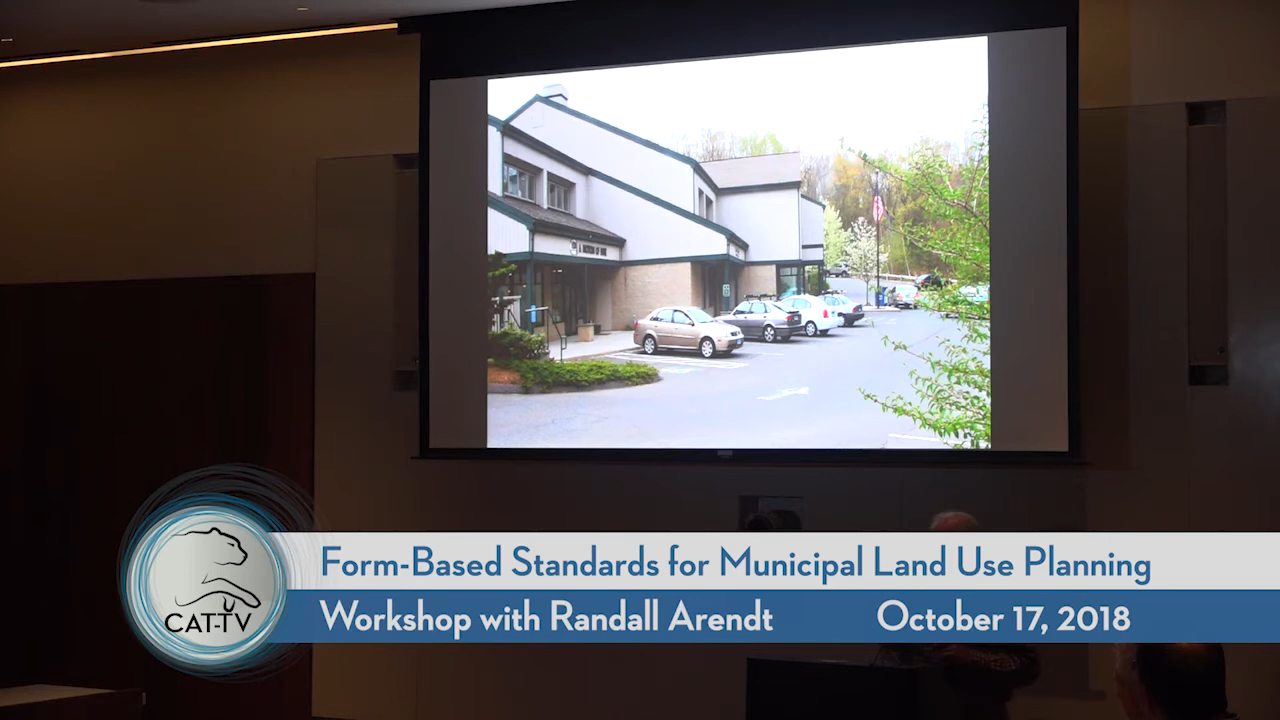 Form-Based Standards for Municipal Land Use Planning
Workshop with Randall Arendt October 17, 2018
CAT-TV